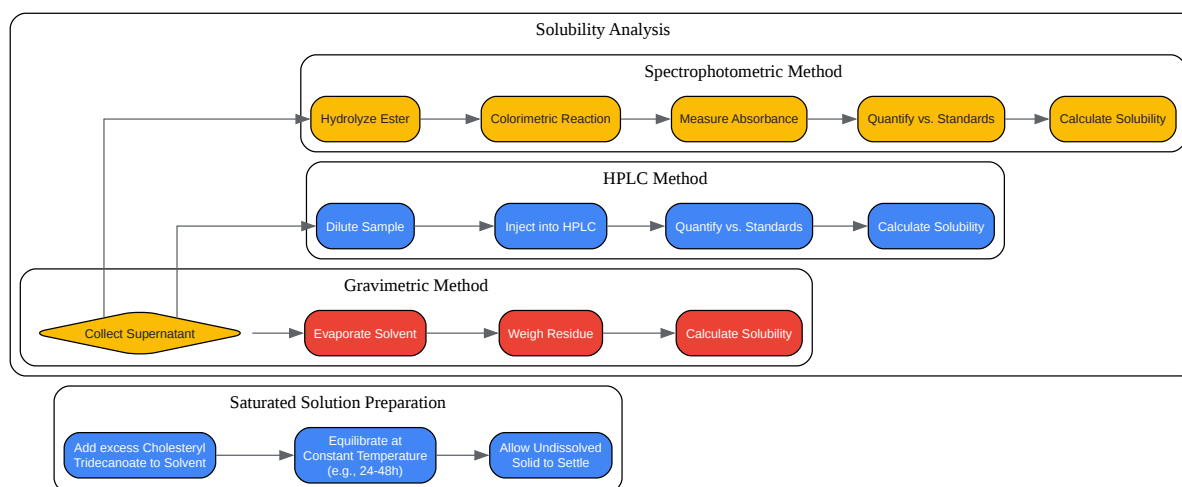 Solubility Analysis
Spectrophotometric Method
Hydrolyze Ester
Colorimetric Reaction
Measure Absorbance
Quantify vs. Standards
Calculate Solubility
HPLC Method
Dilute Sample
Inject into HPLC
Quantify vs. Standards
Calculate Solubility
Gravimetric Method
Collect Supernatant
Evaporate Solvent
Weigh Residue
Calculate Solubility
Saturated Solution Preparation
Add excess Cholesteryl
Tridecanoate to Solvent
Equilibrate at
Constant Temperature
(e.g., 24-48h)
Allow Undissolved
Solid to Settle